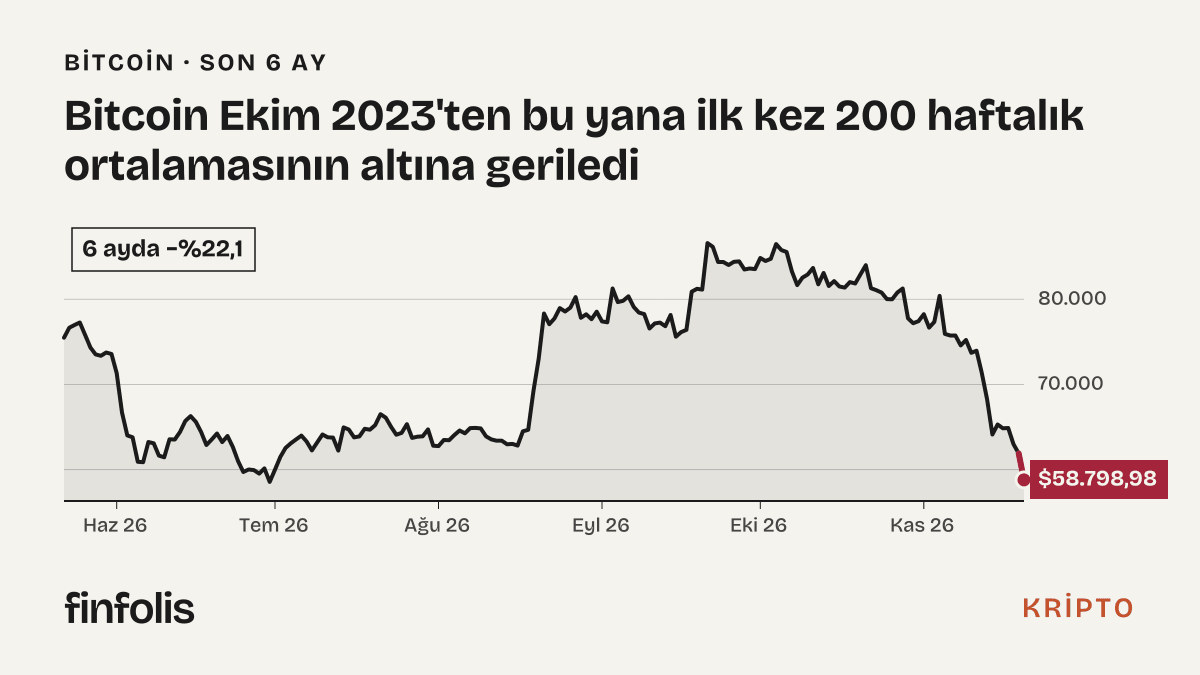 BİTCOİN · SON 6 AY
Bitcoin Ekim 2023'ten bu yana ilk kez 200 haftalık
ortalamasının altına geriledi
6 ayda −%22,1
80.000
70.000
$58.798,98
Haz 26
Tem 26
Ağu 26
Eyl 26
Eki 26
Kas 26
finfolis
KRİPTO